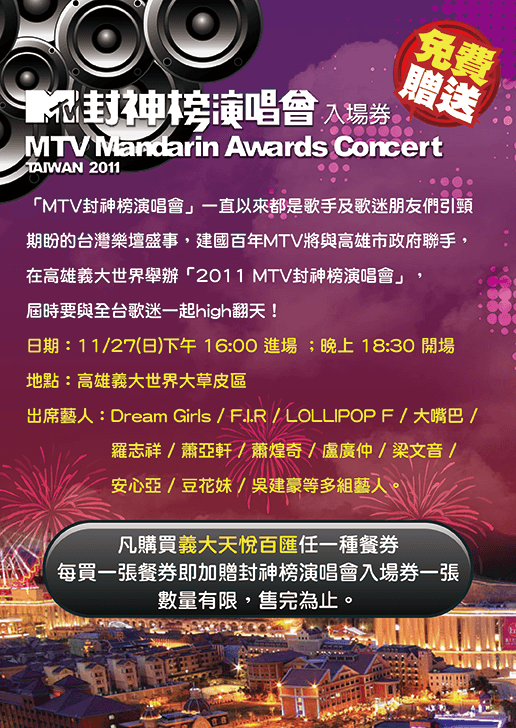 免費
贈送
MTV封神榜演唱會 入場券
MTV Mandarin Awards Concert
TAIWAN 2011
「MTV封神榜演唱會」一直以來都是歌手及歌迷朋友們引頸
期盼的台灣樂壇盛事，建國百年MTV將與高雄市政府聯手，
在高雄義大世界舉辦「2011 MTV封神榜演唱會」，
屆時要與全台歌迷一起high翻天！
日期：11/27(日)下午 16:00 進場 ；晚上 18:30 開場
地點：高雄義大世界大草皮區
出席藝人：Dream Girls / F.I.R / LOLLIPOP F / 大嘴巴 /
羅志祥 / 蕭亞軒 / 蕭煌奇 / 盧廣仲 / 梁文音 /
安心亞 / 豆花妹 / 吳建豪等多組藝人。
凡購買義大天悅百匯任一種餐券
每買一張餐券即加贈封神榜演唱會入場券一張
數量有限，售完為止。